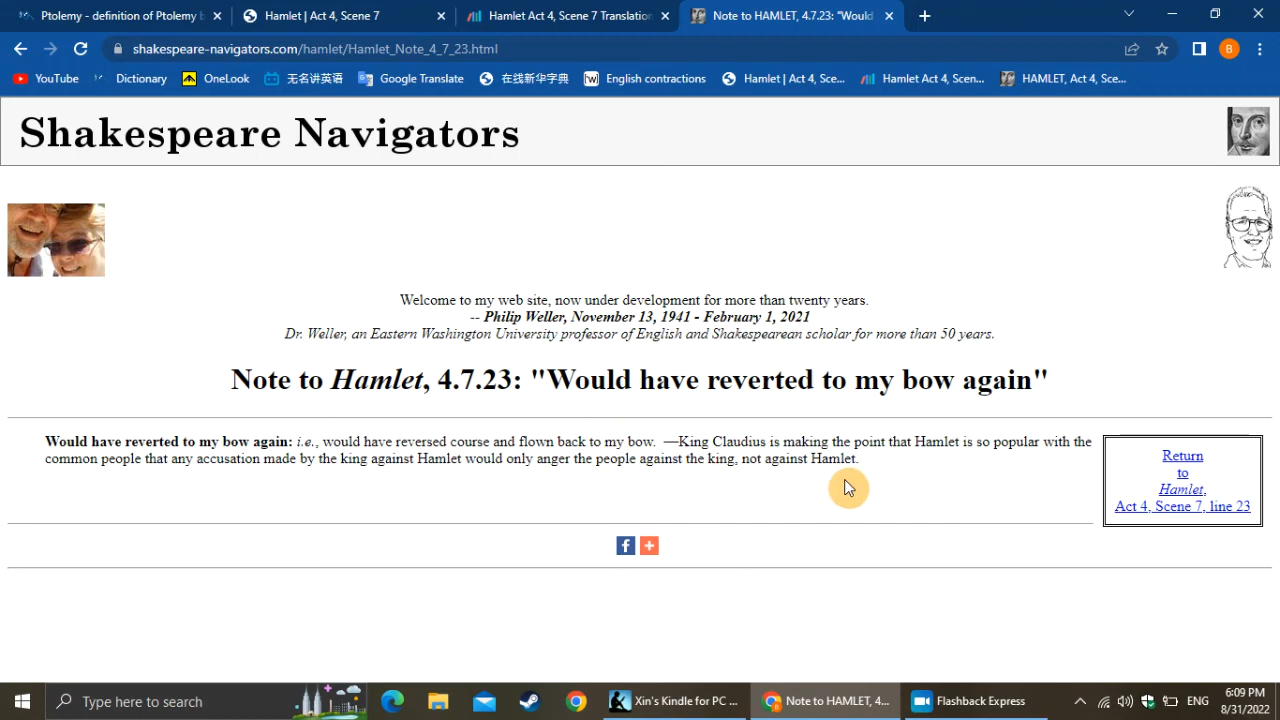 Ptolemy - definition of Ptolemy b
Hamlet | Act 4, Scene 7
Hamlet Act 4, Scene 7 Translation
Note to HAMLET, 4.7.23: "Would
shakespeare-navigators.com/hamlet/Hamlet_Note_4_7_23.html
B
YouTube
Dictionary
OneLook
无名讲英语
Google Translate
在线新华字典
[w] English contractions
Hamlet | Act 4, Sce...
Hamlet Act 4, Scen...
HAMLET, Act 4, Sce...
Shakespeare Navigators
Welcome to my web site, now under development for more than twenty years.
-- Philip Weller, November 13, 1941 - February 1, 2021
Dr. Weller, an Eastern Washington University professor of English and Shakespearean scholar for more than 50 years.
Note to Hamlet, 4.7.23: "Would have reverted to my bow again"
Would have reverted to my bow again: i.e., would have reversed course and flown back to my bow. —King Claudius is making the point that Hamlet is so popular with the
common people that any accusation made by the king against Hamlet would only anger the people against the king, not against Hamlet.
Return
to
Hamlet,
Act 4, Scene 7, line 23
Type here to search
Xin's Kindle for PC ...
Note to HAMLET, 4...
Flashback Express
ENG
6:09 PM
8/31/2022